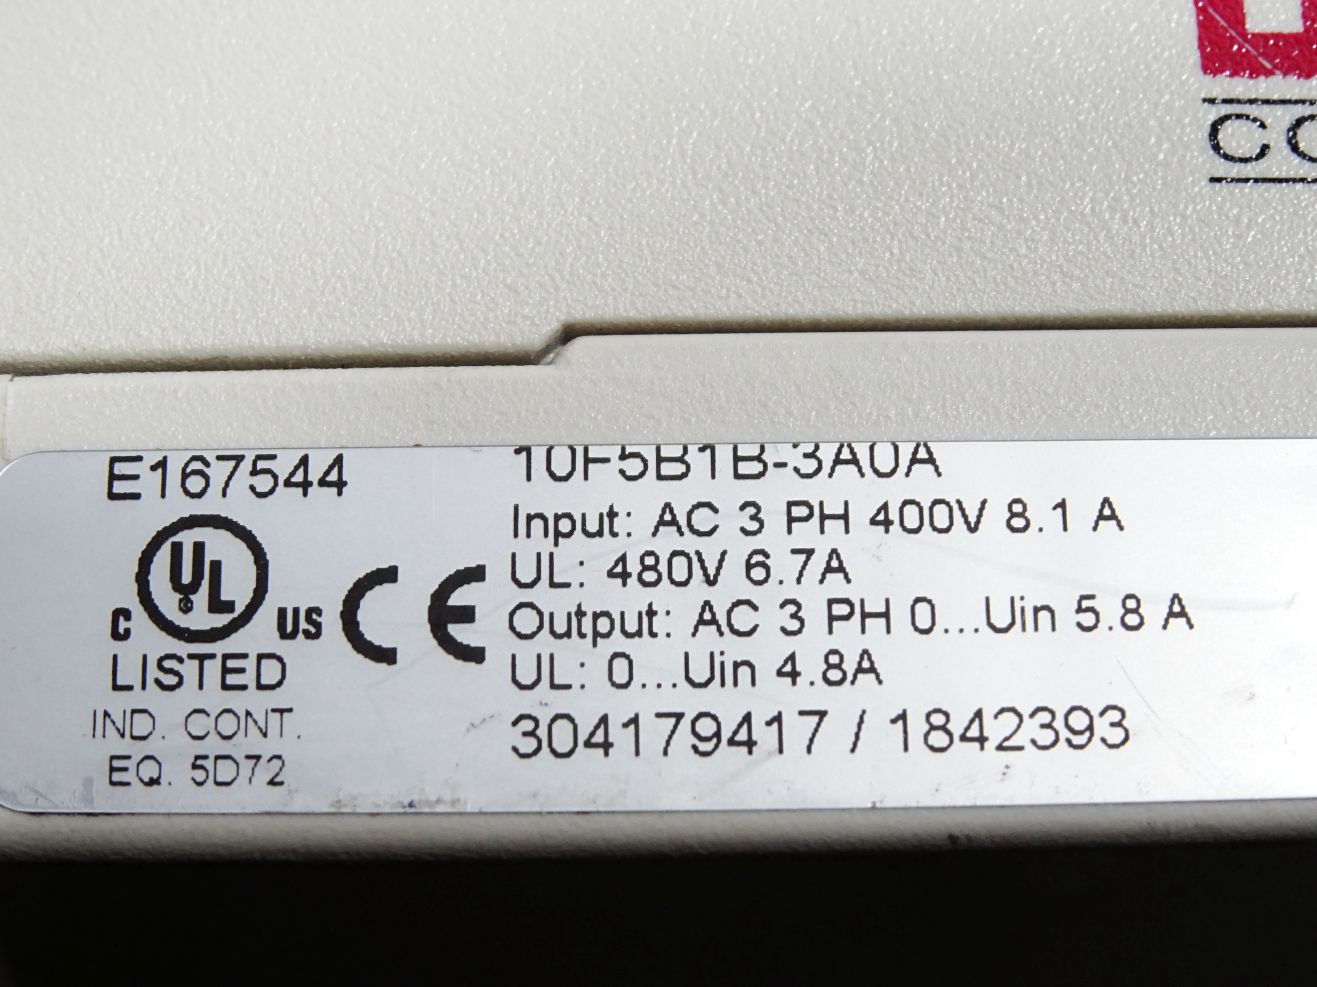 CO
E167544
10F5B1B-3A0A
Input: AC 3 PH 400V 8.1 A
UL: 480V 6.7A
Output: AC 3 PH 0...Uin 5.8 A
UL: 0...Uin 4.8A
304179417 / 1842393
C UL US CE
LISTED
IND. CONT.
EQ. 5D72